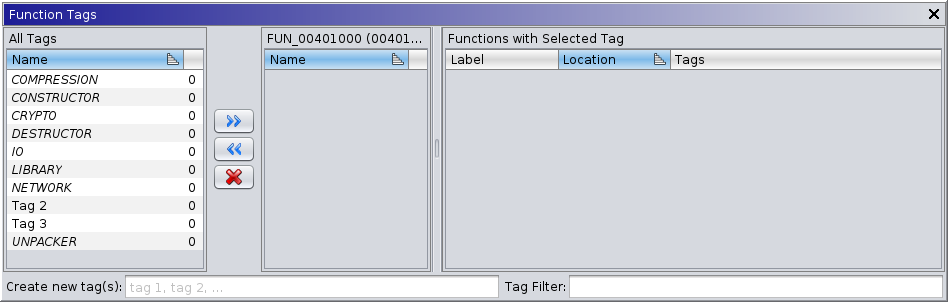 Function Tags
All Tags
Name
COMPRESSION 0
CONSTRUCTOR 0
CRYPTO 0
DESTRUCTOR 0
IO 0
LIBRARY 0
NETWORK 0
Tag 2 0
Tag 3 0
UNPACKER 0
FUN_00401000 (00401...
Name
Functions with Selected Tag
Label Location Tags
Create new tag(s): tag 1, tag 2, ...
Tag Filter: